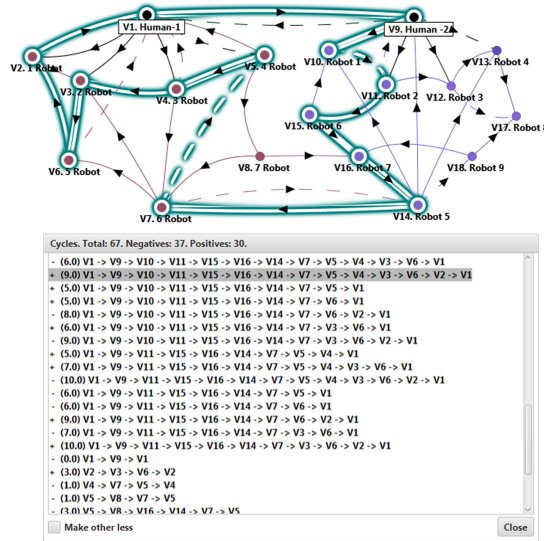 V1. Human-1
V9. Human -2
V2. 1 Robot
V3. 2 Robot
V4. 3 Robot
V5. 4 Robot
V10. Robot 1
V11. Robot 2
V12. Robot 3
V13. Robot 4
V15. Robot 6
V17. Robot 8
V6. 5 Robot
V8. 7 Robot
V16. Robot 7
V18. Robot 9
V7. 6 Robot
V14. Robot 5
Cycles. Total: 67. Negatives: 37. Positives: 30.
- (6.0) V1 -> V9 -> V10 -> V11 -> V15 -> V14 -> V7 -> V5 -> V4 -> V3 -> V6 -> V1
+ (9.0) V1 -> V9 -> V10 -> V11 -> V15 -> V16 -> V14 -> V7 -> V5 -> V4 -> V3 -> V6 -> V2 -> V1
+ (5.0) V1 -> V9 -> V10 -> V11 -> V15 -> V16 -> V14 -> V7 -> V5 -> V1
- (5.0) V1 -> V9 -> V10 -> V11 -> V15 -> V16 -> V14 -> V7 -> V6 -> V1
- (8.0) V1 -> V9 -> V10 -> V11 -> V15 -> V16 -> V14 -> V7 -> V6 -> V2 -> V1
+ (6.0) V1 -> V9 -> V10 -> V11 -> V15 -> V16 -> V14 -> V7 -> V3 -> V6 -> V1
- (9.0) V1 -> V9 -> V10 -> V11 -> V15 -> V16 -> V14 -> V7 -> V3 -> V6 -> V2 -> V1
+ (5.0) V1 -> V9 -> V11 -> V15 -> V16 -> V14 -> V7 -> V5 -> V4 -> V1
+ (7.0) V1 -> V9 -> V11 -> V15 -> V16 -> V14 -> V7 -> V5 -> V4 -> V3 -> V6 -> V1
- (10.0) V1 -> V9 -> V11 -> V15 -> V16 -> V14 -> V7 -> V5 -> V4 -> V3 -> V6 -> V2 -> V1
- (6.0) V1 -> V9 -> V11 -> V15 -> V16 -> V14 -> V7 -> V5 -> V1
- (6.0) V1 -> V9 -> V11 -> V15 -> V16 -> V14 -> V7 -> V6 -> V1
+ (9.0) V1 -> V9 -> V11 -> V15 -> V16 -> V14 -> V7 -> V6 -> V2 -> V1
- (7.0) V1 -> V9 -> V11 -> V15 -> V16 -> V14 -> V7 -> V3 -> V6 -> V1
+ (10.0) V1 -> V9 -> V11 -> V15 -> V16 -> V14 -> V7 -> V3 -> V6 -> V2 -> V1
- (0.0) V1 -> V9 -> V1
+ (3.0) V2 -> V3 -> V6 -> V2
- (1.0) V4 -> V7 -> V5 -> V4
- (1.0) V5 -> V8 -> V7 -> V5
- (3.0) V5 -> V8 -> V16 -> V14 -> V7 -> V5
Make other less
Close